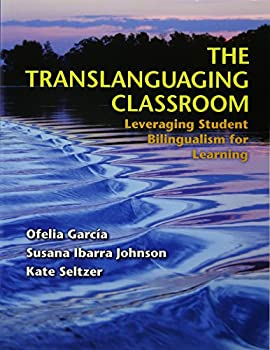 THE
TRANSLANGUAGING
CLASSROOM
Leveraging Student
Bilingualism for
Learning
Ofelia García
Susana Ibarra Johnson
Kate Seltzer